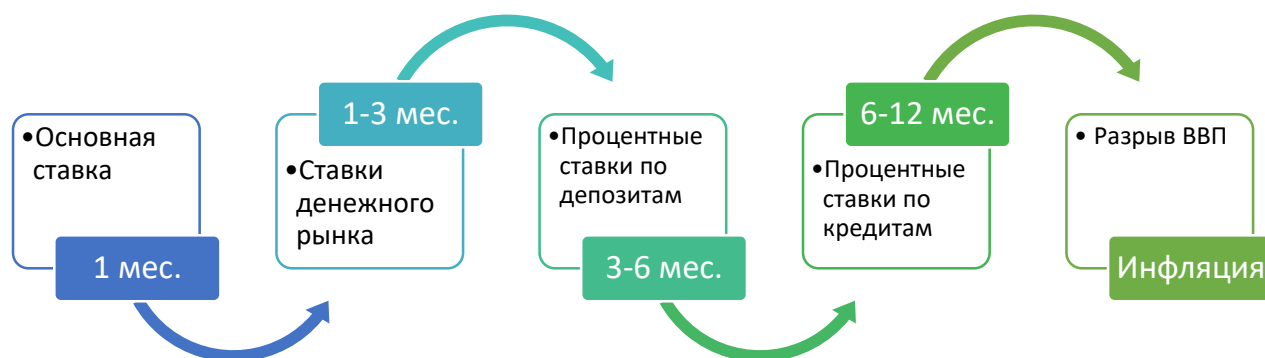 •Основная
ставка
1 мес.
1-3 мес.
•Ставки
денежного
рынка
•Процентные
ставки по
депозитам
3-6 мес.
6-12 мес.
•Процентные
ставки по
кредитам
• Разрыв ВВП
Инфляция